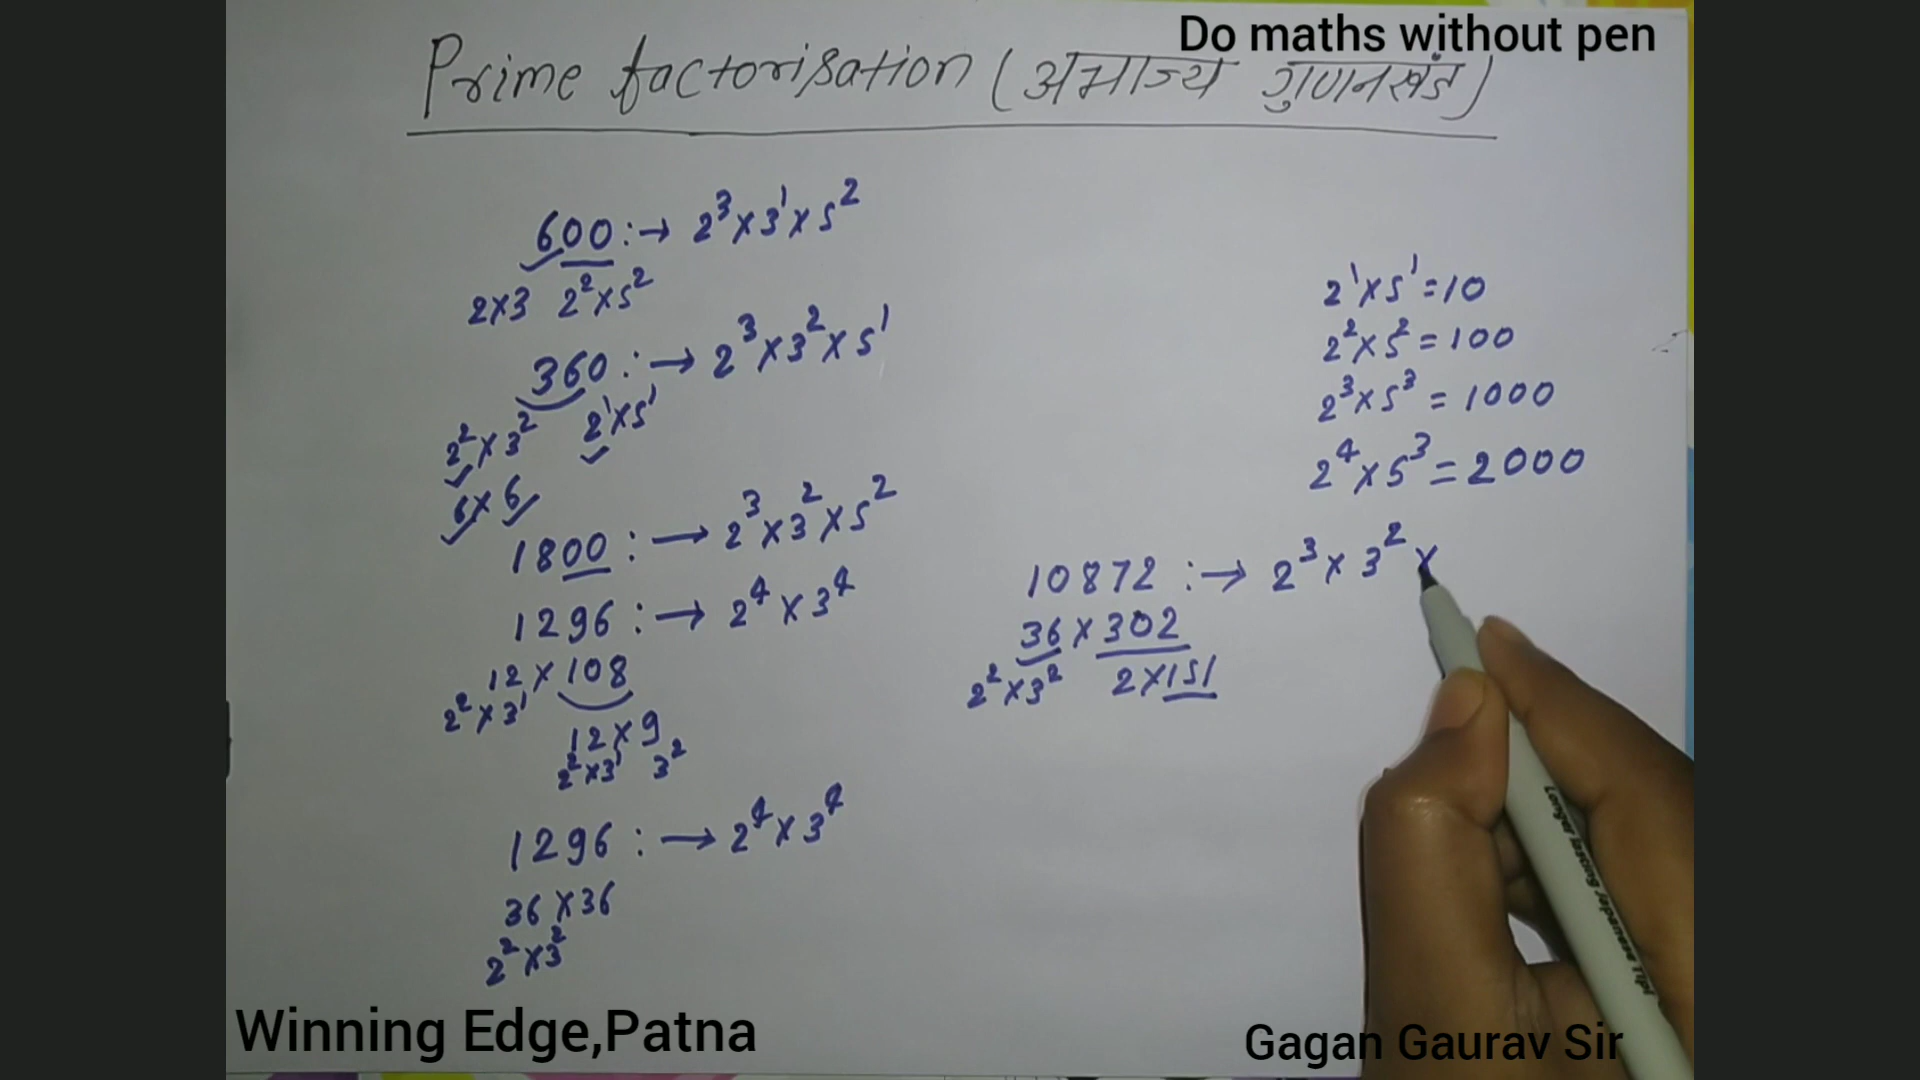 Do maths without pen
Prime factorisation (अभाज्य गुणनखंड)
600 :→ 2³×3¹×5²
2×3 2²×5²
360 :→ 2³×3²×5¹
2²×3² 2¹×5¹
6×6
1800 :→ 2³×3²×5²
1296 :→ 2⁴×3⁴
12×108
2²×3¹
12×9
2²×3¹ 3²
1296 :→ 2⁴×3⁴
36×36
2²×3²
2¹×5¹=10
2²×5²=100
2³×5³=1000
2⁴×5³=2000
10872 :→ 2³×3²×
36×302
2²×3² 2×151
Luxor Finewriter
Winning Edge,Patna
Gagan Gaurav Sir